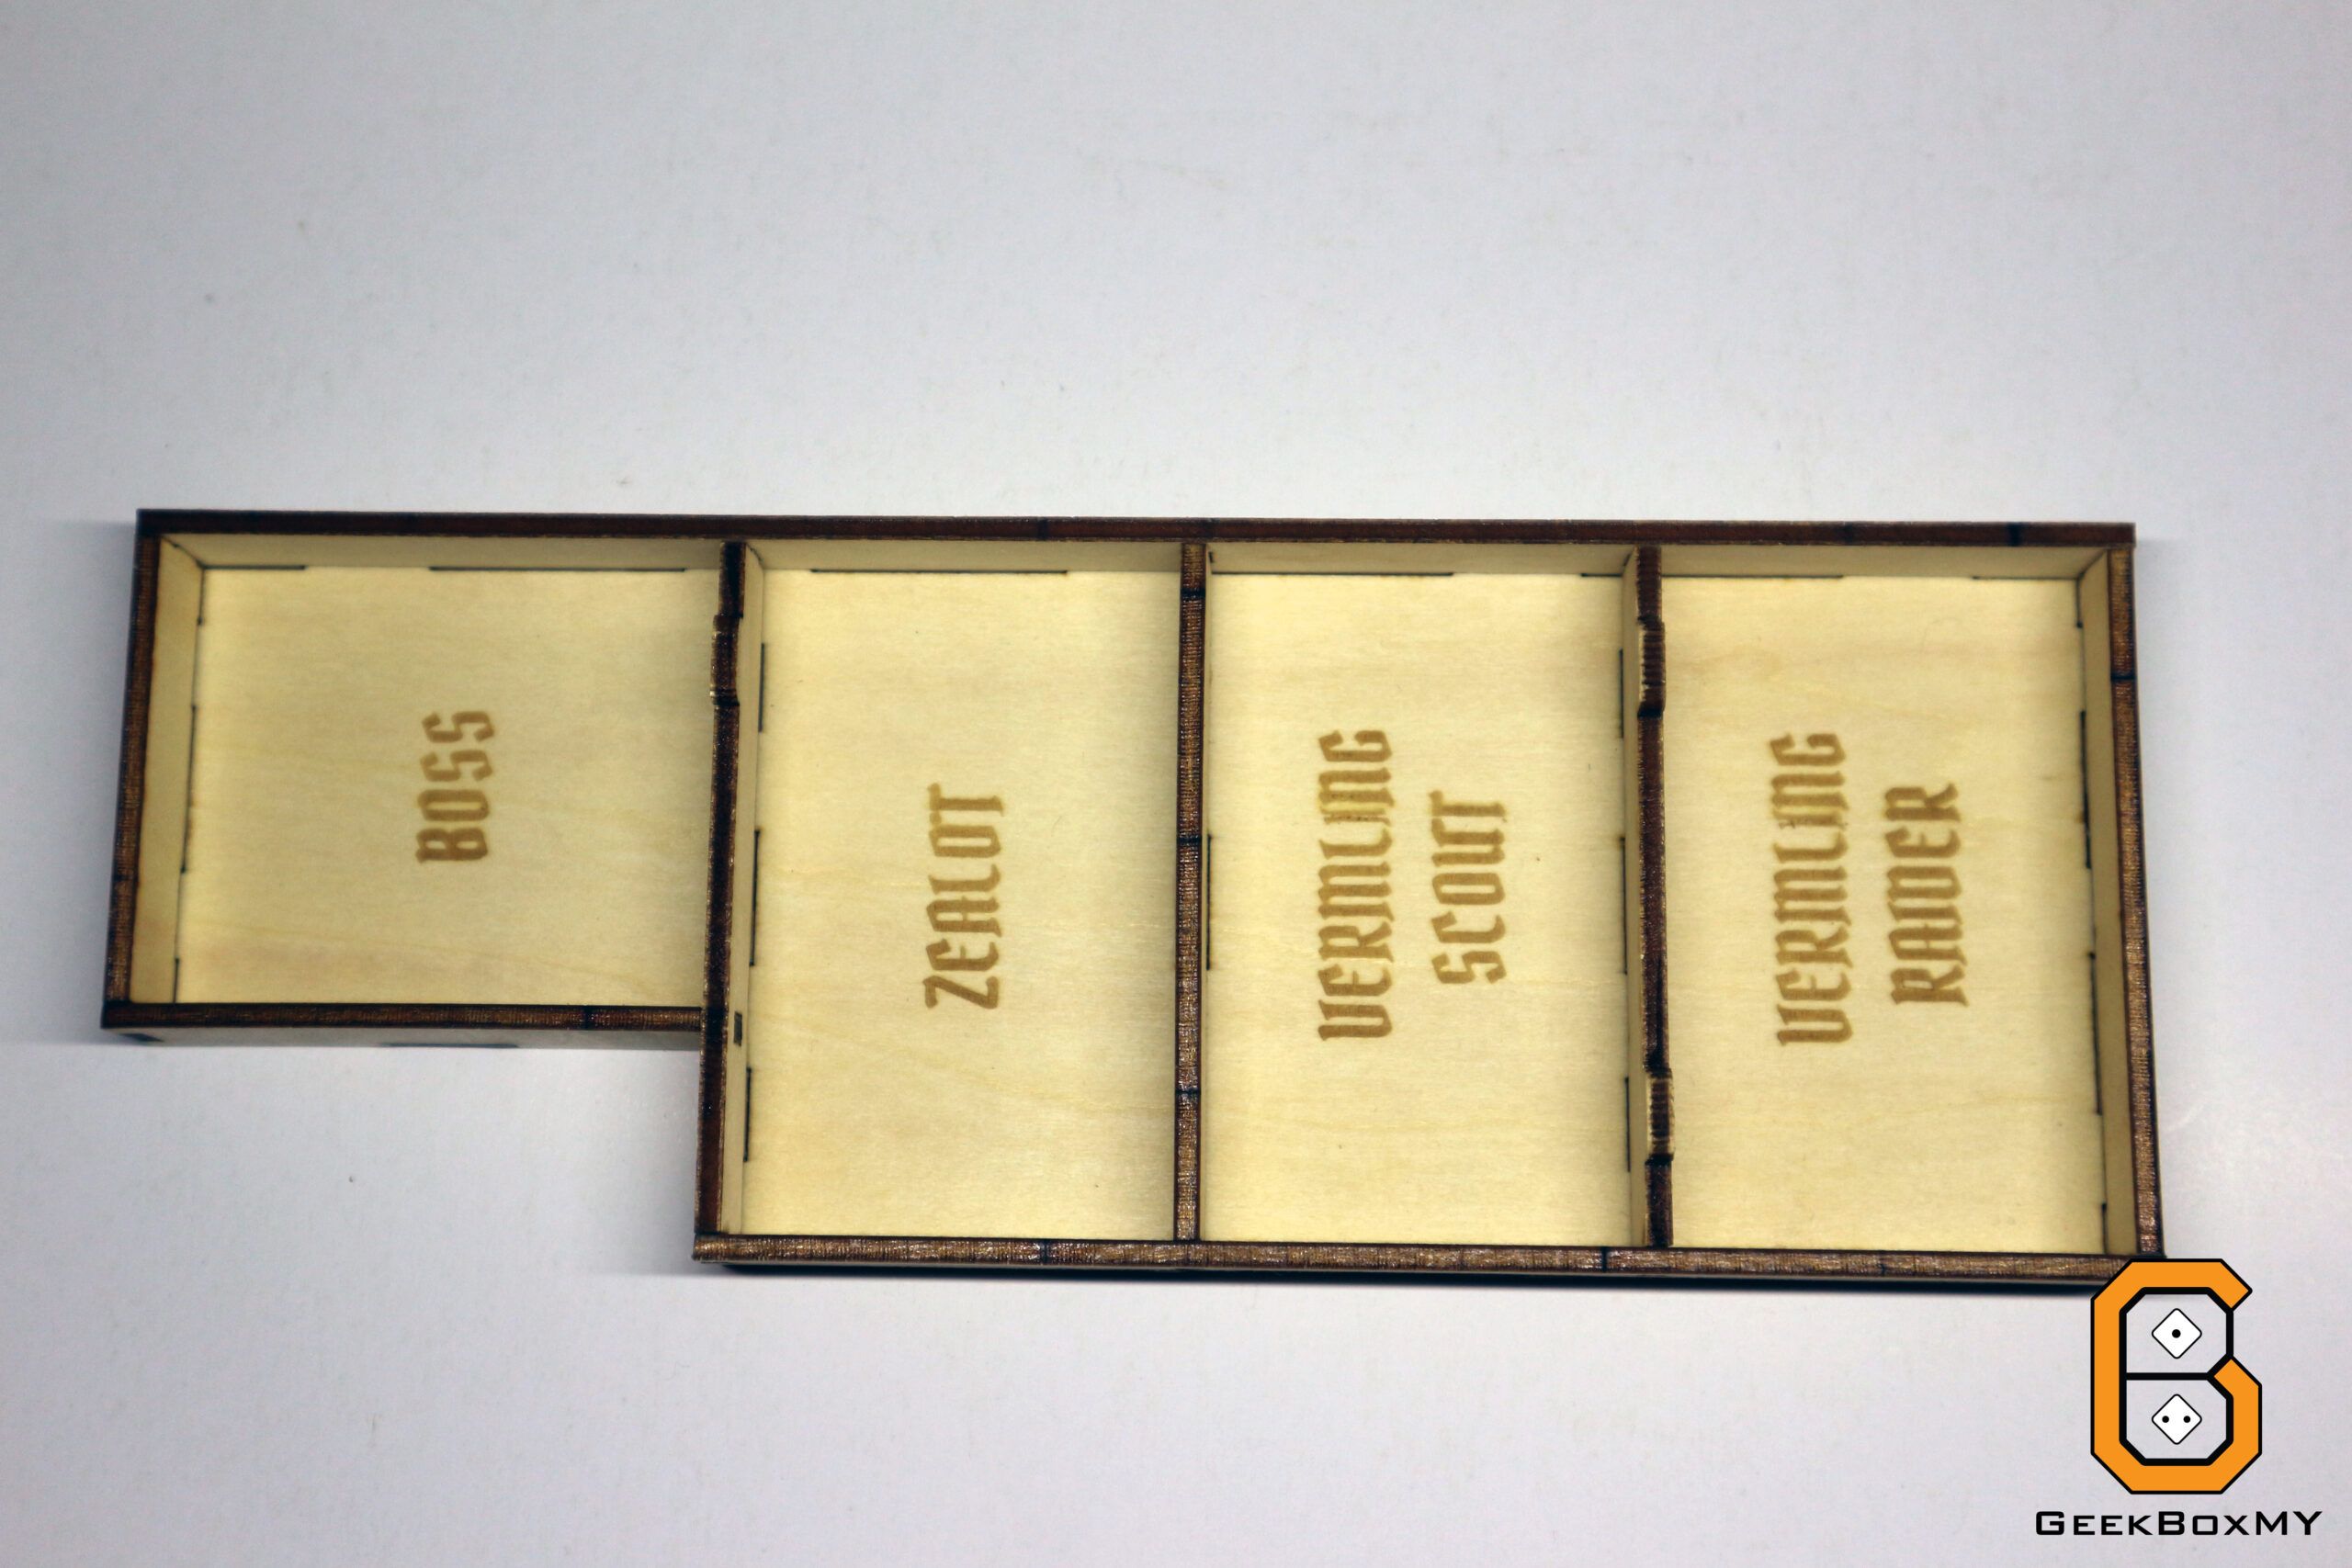 BOSS
ZEALOT
VERMLING
SCOUT
VERMLING
RAIDER
GEEKBOXMY